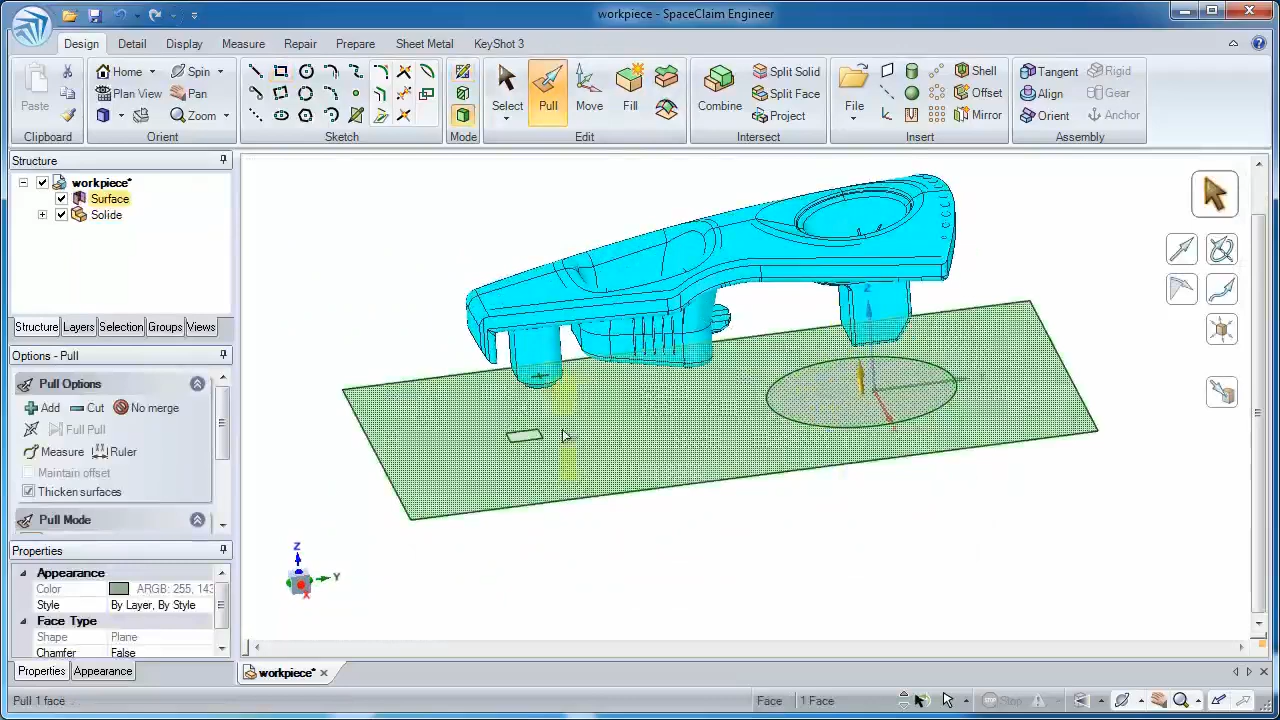 workpiece - SpaceClaim Engineer
Design Detail Display Measure Repair Prepare Sheet Metal KeyShot 3
Home Spin Shell Tangent Rigid
Split Solid
Plan View Pan Split Face Offset Align Gear
Paste Select Pull Move Fill Combine File
Zoom Project Mirror Orient Anchor
Clipboard Orient Sketch Mode Edit Intersect Insert Assembly
Structure
workpiece*
Surface
Solide
Structure Layers Selection Groups Views
Options - Pull
Pull Options
Add Cut No merge
Full Pull
Measure Ruler
Maintain offset
Thicken surfaces
Pull Mode
Properties
Appearance
Color ARGB: 255, 143
Style By Layer, By Style
Face Type
Shape Plane
Chamfer False
Properties Appearance
Z
Z
Y
X
workpiece*
Pull 1 face Face 1 Face Stop